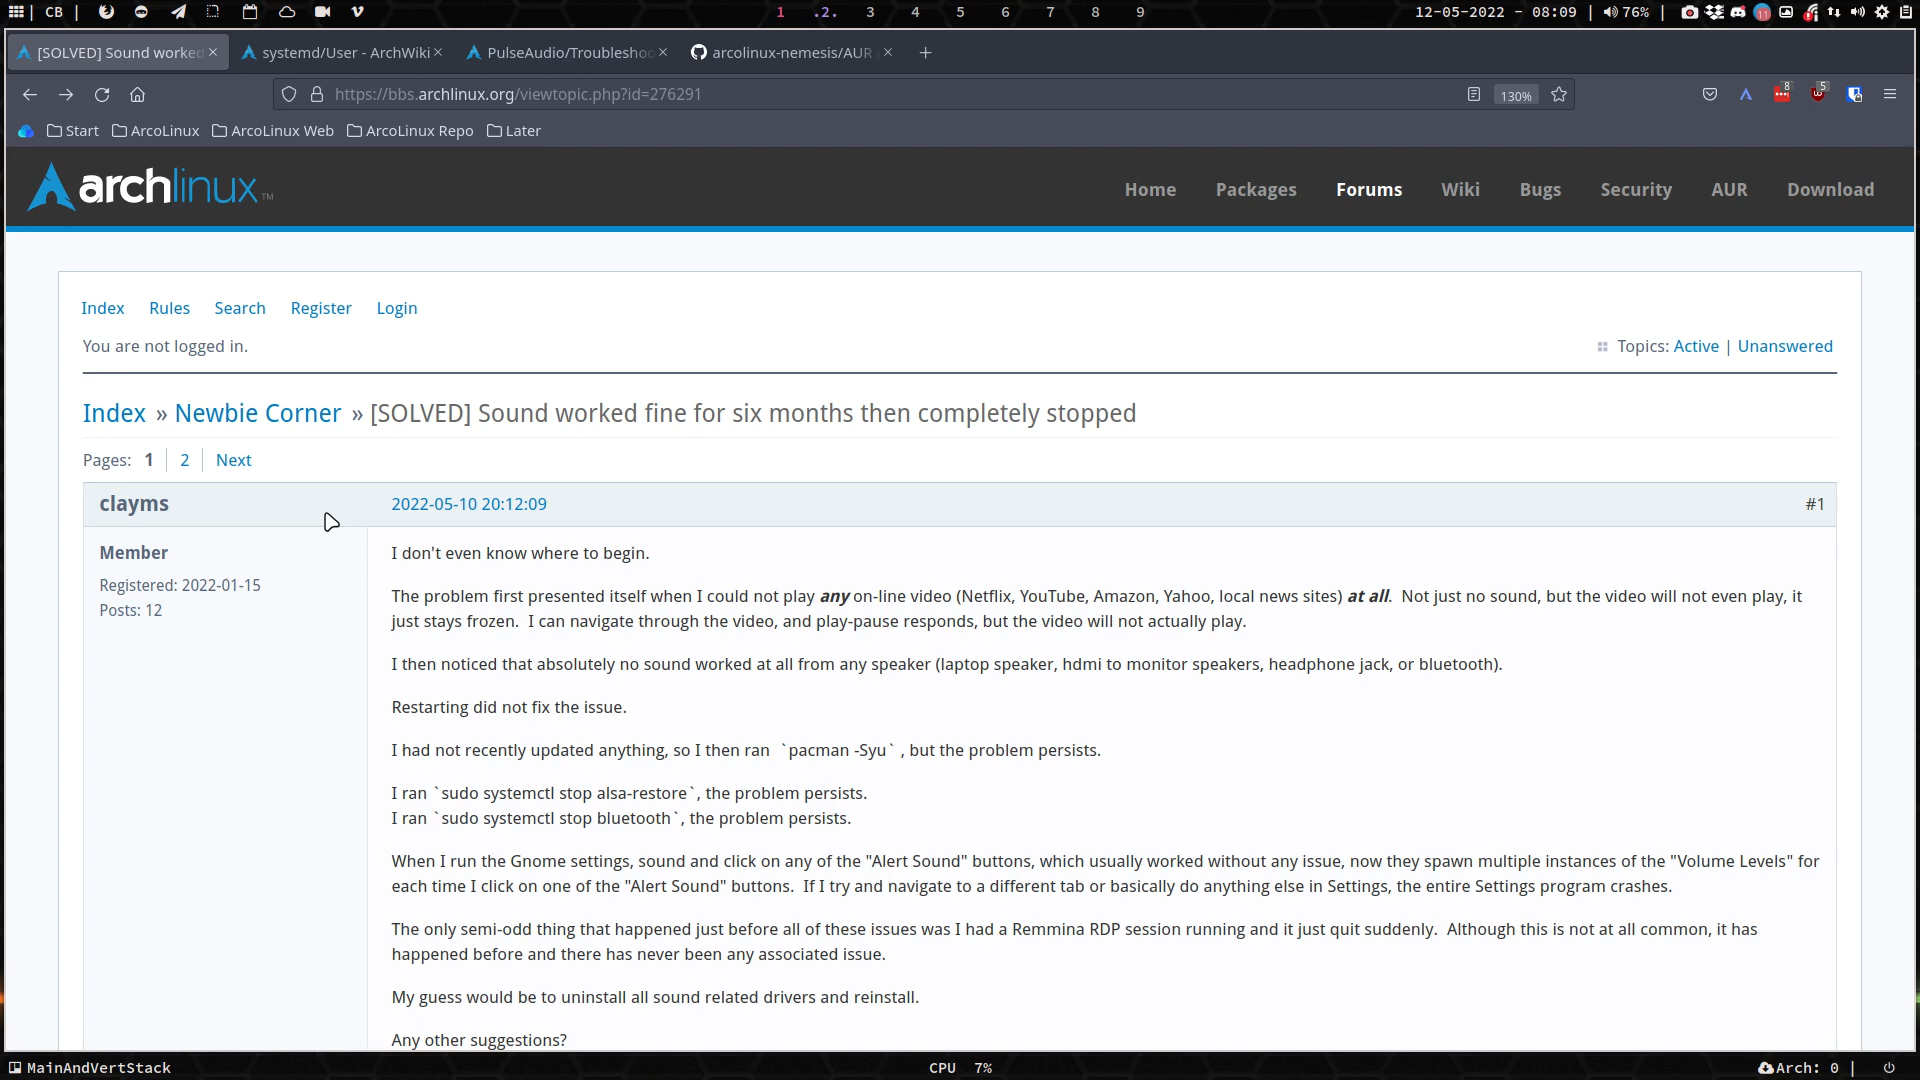 CB
1 .2. 3 4 5 6 7 8 9
12-05-2022 - 08:09 | 76% |
11
[SOLVED] Sound worked
systemd/User - ArchWiki
PulseAudio/Troubleshoo
arcolinux-nemesis/AUR
https://bbs.archlinux.org/viewtopic.php?id=276291
130%
8
5
Start
ArcoLinux
ArcoLinux Web
ArcoLinux Repo
Later
archlinux™
Home
Packages
Forums
Wiki
Bugs
Security
AUR
Download
Index
Rules
Search
Register
Login
You are not logged in.
Topics: Active | Unanswered
Index » Newbie Corner » [SOLVED] Sound worked fine for six months then completely stopped
Pages: 1 2 Next
clayms
2022-05-10 20:12:09
#1
Member
Registered: 2022-01-15
Posts: 12
I don't even know where to begin.
The problem first presented itself when I could not play any on-line video (Netflix, YouTube, Amazon, Yahoo, local news sites) at all.  Not just no sound, but the video will not even play, it
just stays frozen.  I can navigate through the video, and play-pause responds, but the video will not actually play.
I then noticed that absolutely no sound worked at all from any speaker (laptop speaker, hdmi to monitor speakers, headphone jack, or bluetooth).
Restarting did not fix the issue.
I had not recently updated anything, so I then ran  `pacman -Syu` , but the problem persists.
I ran `sudo systemctl stop alsa-restore`, the problem persists.
I ran `sudo systemctl stop bluetooth`, the problem persists.
When I run the Gnome settings, sound and click on any of the "Alert Sound" buttons, which usually worked without any issue, now they spawn multiple instances of the "Volume Levels" for
each time I click on one of the "Alert Sound" buttons.  If I try and navigate to a different tab or basically do anything else in Settings, the entire Settings program crashes.
The only semi-odd thing that happened just before all of these issues was I had a Remmina RDP session running and it just quit suddenly.  Although this is not at all common, it has
happened before and there has never been any associated issue.
My guess would be to uninstall all sound related drivers and reinstall.
Any other suggestions?
MainAndVertStack
CPU 7%
Arch: 0 |